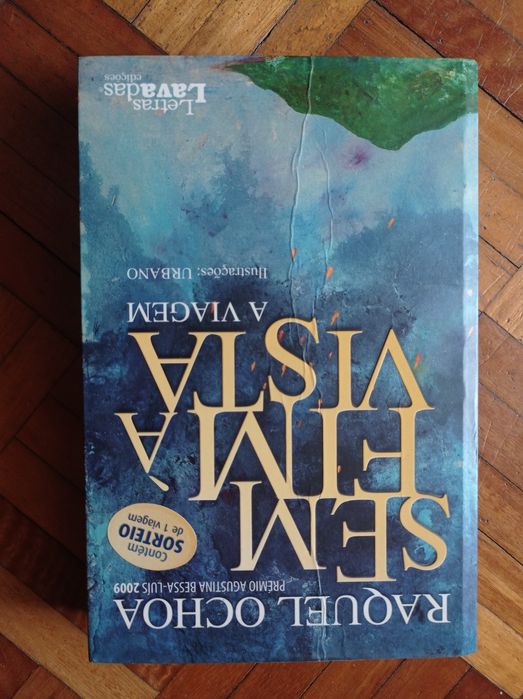 RAQUEL OCHOA
PRÉMIO AGUSTINA BESSA-LUÍS 2009
Contém
SORTEIO
de 1 viagem
SEM
FIM À
VISTA
A VIAGEM
Ilustrações: URBANO
Letras
LAVadas
edições